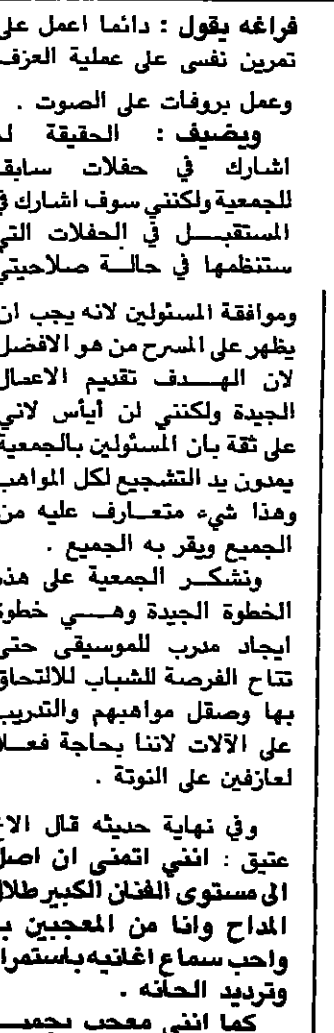 فراغه يقول : دائما اعمل على
تمرين نفسى على عملية العزف
وعمل بروفات على الصوت .
ويضيف : الحقيقة لم
اشارك في حفلات سابقة
للجمعية ولكنني سوف اشارك في
المستقبل في الحفلات التي
ستنظمها في حالة صلاحيتي
وموافقة المسئولين لانه يجب ان
يظهر على المسرح من هو الافضل
لان الهدف تقديم الاعمال
الجيدة ولكنني لن أيأس لاني
على ثقة بان المسئولين بالجمعية
يمدون يد التشجيع لكل المواهب
وهذا شيء متعارف عليه من
الجميع ويقر به الجميع .
ونشكر الجمعية على هذه
الخطوة الجيدة وهي خطوة
ايجاد مدرب للموسيقى حتى
تتاح الفرصة للشباب للالتحاق
بها وصقل مواهبهم والتدريب
على الآلات لاننا بحاجة فعلا
لعازفين على النوتة .
وفي نهاية حديثه قال الاخ
عتيق : انني اتمنى ان اصل
الى مستوى الفنان الكبير طلال
المداح وانا من المعجبين به
واحب سماع اغانيه باستمرار
وترديد الحانه .
كما انني معجب بجميع